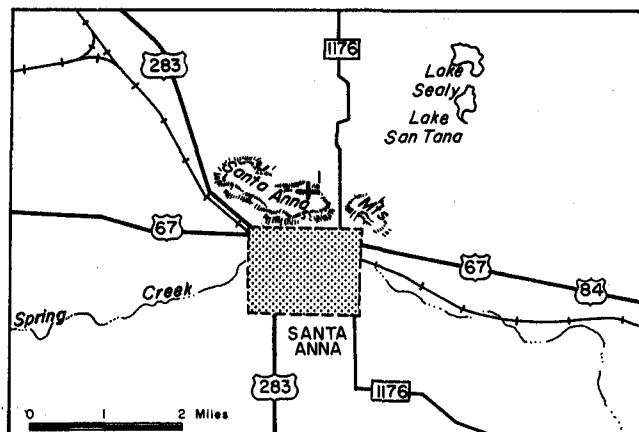 283
1176
Lake
Sealy
Lake
San Tana
Santa Anna
1
Mts.
67
67
84
Spring Creek
SANTA
ANNA
283
1176
0 2 Miles